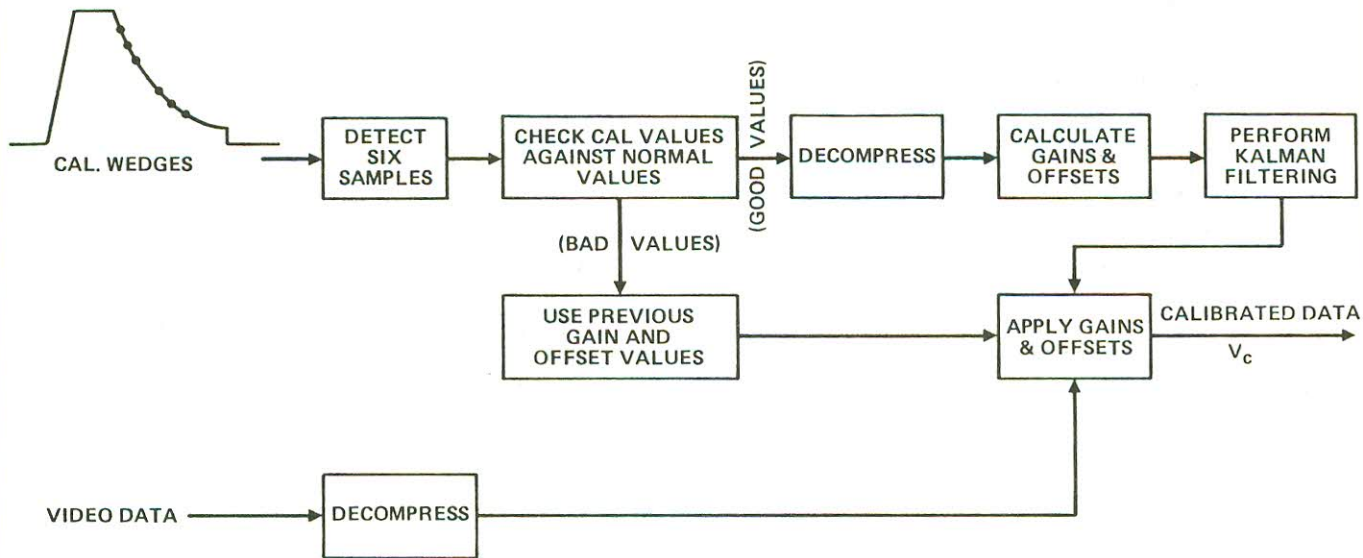 CAL. WEDGES
DETECT
SIX
SAMPLES
CHECK CAL VALUES
AGAINST NORMAL
VALUES
(GOOD VALUES)
DECOMPRESS
CALCULATE
GAINS &
OFFSETS
PERFORM
KALMAN
FILTERING
(BAD VALUES)
USE PREVIOUS
GAIN AND
OFFSET VALUES
APPLY GAINS
& OFFSETS
CALIBRATED DATA
Vc
VIDEO DATA
DECOMPRESS